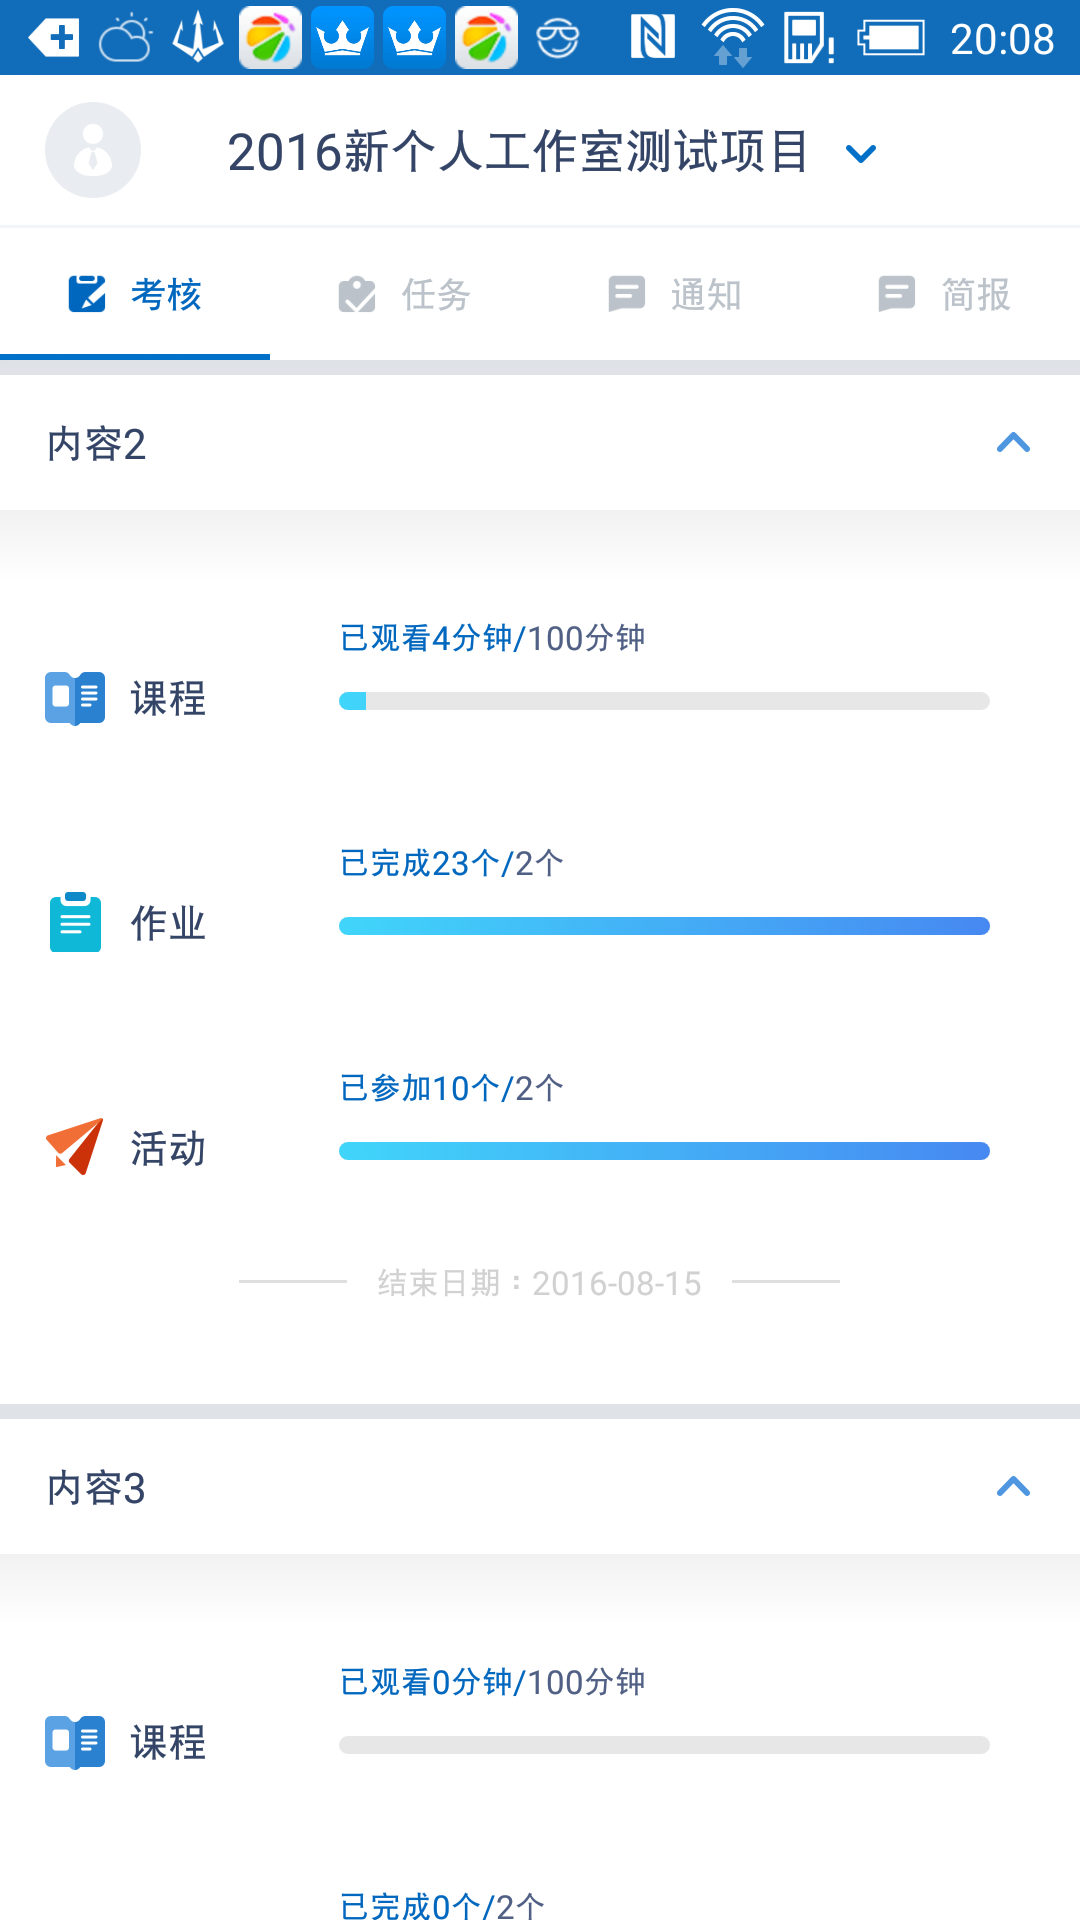 20:08
2016新个人工作室测试项目
考核 任务 通知 简报
内容2
已观看4分钟/100分钟
课程
已完成23个/2个
作业
已参加10个/2个
活动
结束日期：2016-08-15
内容3
已观看0分钟/100分钟
课程
已完成0个/2个